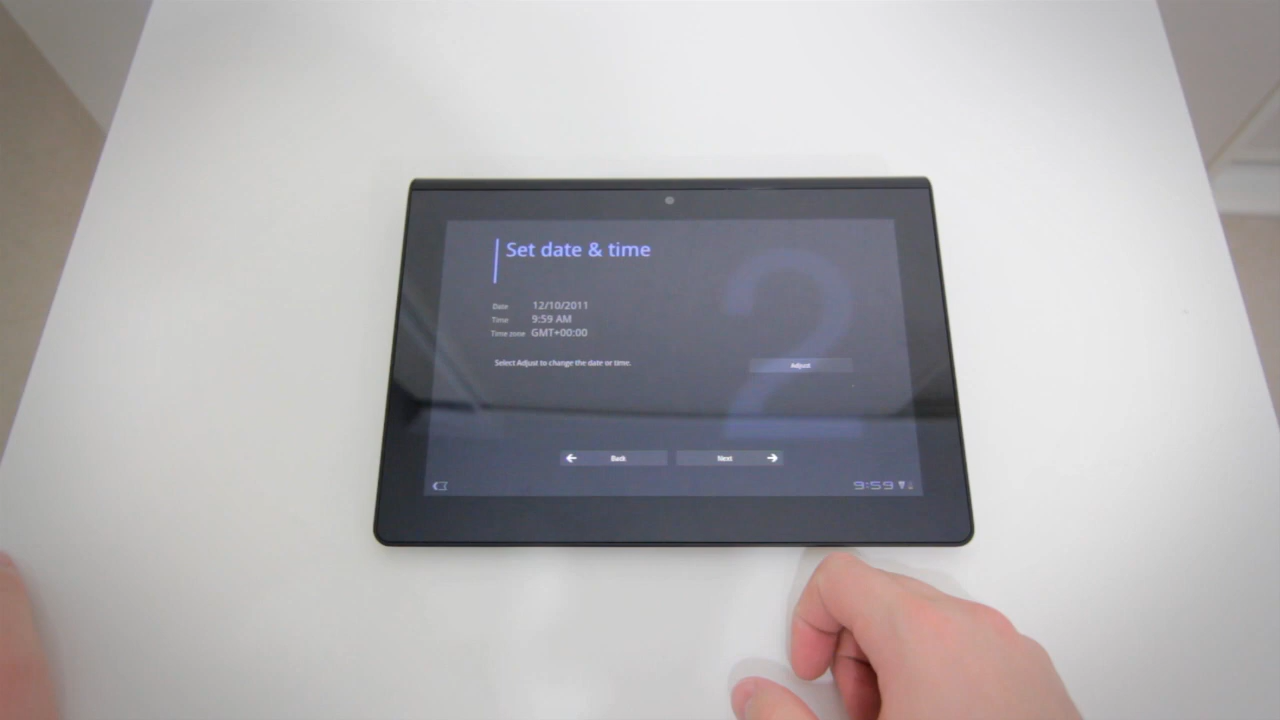 Set date & time
2
Date 12/10/2011
Time 9:59 AM
Time zone GMT+00:00
Select Adjust to change the date or time.
Adjust
Back
Next
9:59